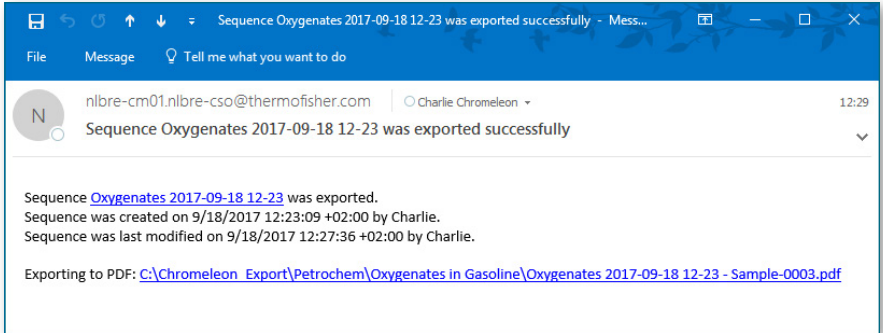 Sequence Oxygenates 2017-09-18 12-23 was exported successfully - Mess...
File Message Tell me what you want to do
N
nlbre-cm01.nlbre-cso@thermofisher.com Charlie Chromeleon 12:29
Sequence Oxygenates 2017-09-18 12-23 was exported successfully
Sequence Oxygenates 2017-09-18 12-23 was exported.
Sequence was created on 9/18/2017 12:23:09 +02:00 by Charlie.
Sequence was last modified on 9/18/2017 12:27:36 +02:00 by Charlie.
Exporting to PDF: C:\Chromeleon_Export\Petrochem\Oxygenates in Gasoline\Oxygenates 2017-09-18 12-23 - Sample-0003.pdf